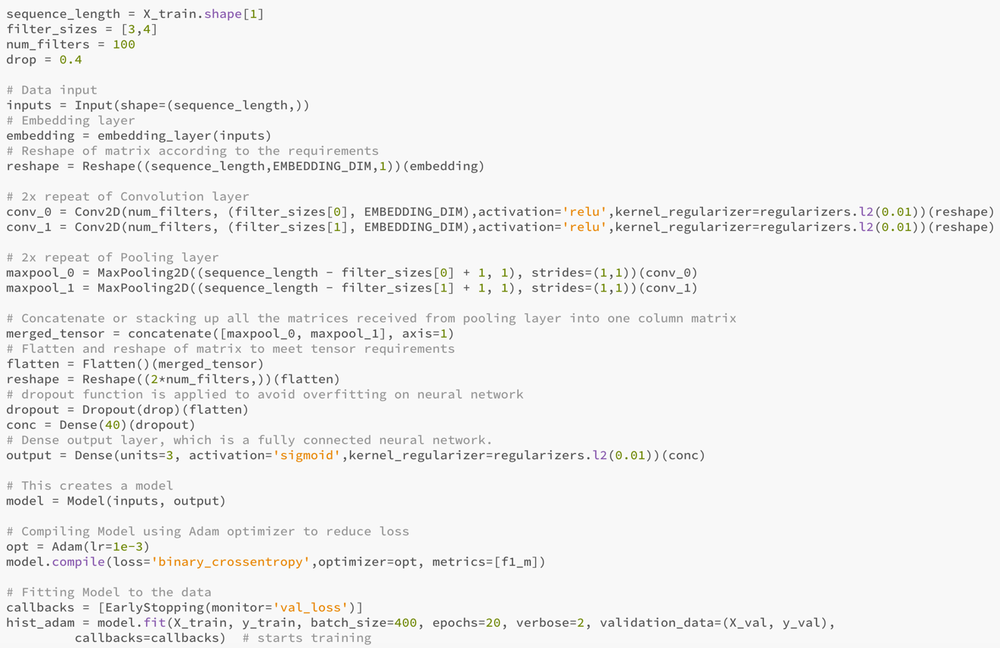 sequence_length = X_train.shape[1]
filter_sizes = [3,4]
num_filters = 100
drop = 0.4

# Data input
inputs = Input(shape=(sequence_length,))
# Embedding layer
embedding = embedding_layer(inputs)
# Reshape of matrix according to the requirements
reshape = Reshape((sequence_length,EMBEDDING_DIM,1))(embedding)

# 2x repeat of Convolution layer
conv_0 = Conv2D(num_filters, (filter_sizes[0], EMBEDDING_DIM),activation='relu',kernel_regularizer=regularizers.l2(0.01))(reshape)
conv_1 = Conv2D(num_filters, (filter_sizes[1], EMBEDDING_DIM),activation='relu',kernel_regularizer=regularizers.l2(0.01))(reshape)

# 2x repeat of Pooling layer
maxpool_0 = MaxPooling2D((sequence_length - filter_sizes[0] + 1, 1), strides=(1,1))(conv_0)
maxpool_1 = MaxPooling2D((sequence_length - filter_sizes[1] + 1, 1), strides=(1,1))(conv_1)

# Concatenate or stacking up all the matrices received from pooling layer into one column matrix
merged_tensor = concatenate([maxpool_0, maxpool_1], axis=1)
# Flatten and reshape of matrix to meet tensor requirements
flatten = Flatten()(merged_tensor)
reshape = Reshape((2*num_filters,))(flatten)
# dropout function is applied to avoid overfitting on neural network
dropout = Dropout(drop)(flatten)
conc = Dense(40)(dropout)
# Dense output layer, which is a fully connected neural network.
output = Dense(units=3, activation='sigmoid',kernel_regularizer=regularizers.l2(0.01))(conc)

# This creates a model
model = Model(inputs, output)

# Compiling Model using Adam optimizer to reduce loss
opt = Adam(lr=1e-3)
model.compile(loss='binary_crossentropy',optimizer=opt, metrics=[f1_m])

# Fitting Model to the data
callbacks = [EarlyStopping(monitor='val_loss')]
hist_adam = model.fit(X_train, y_train, batch_size=400, epochs=20, verbose=2, validation_data=(X_val, y_val),
         callbacks=callbacks)  # starts training